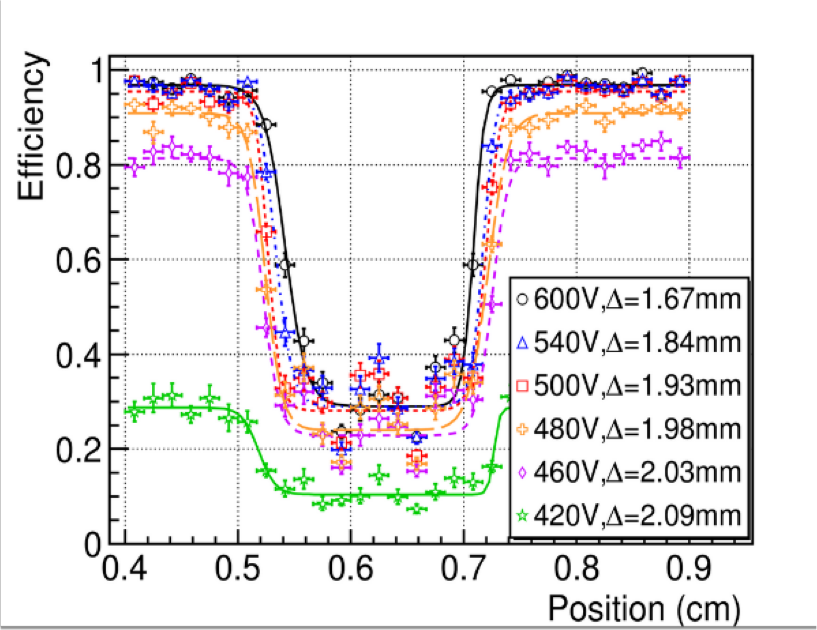 Efficiency
1
0.8
0.6
0.4
0.2
0
0.4 0.5 0.6 0.7 0.8 0.9
Position (cm)
600V,Δ=1.67mm
540V,Δ=1.84mm
500V,Δ=1.93mm
480V,Δ=1.98mm
460V,Δ=2.03mm
420V,Δ=2.09mm